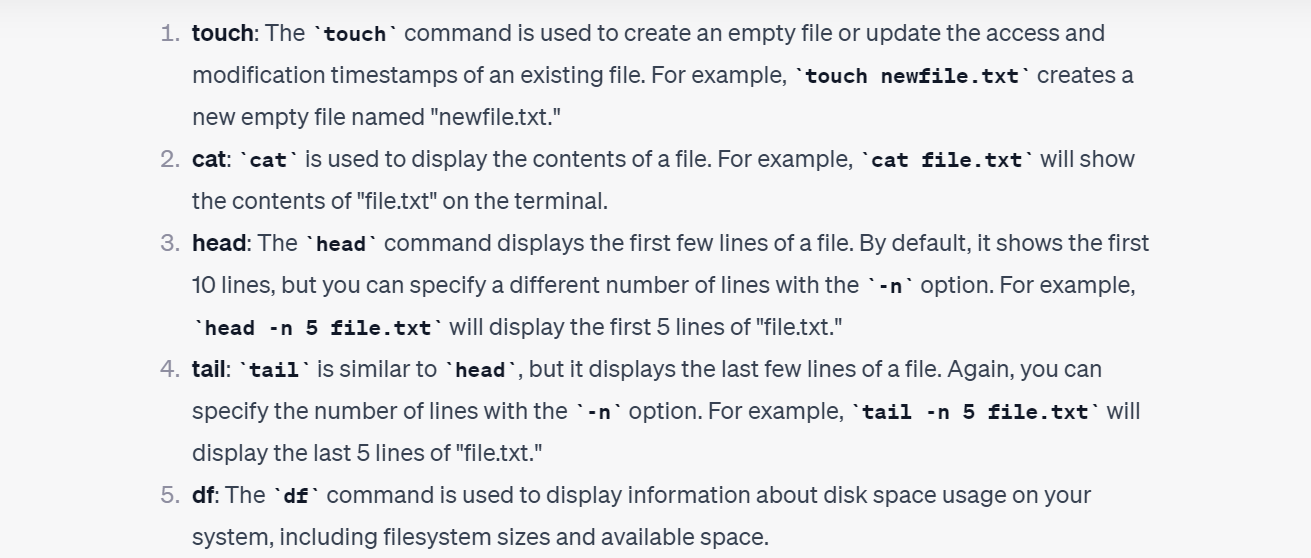 1. touch: The `touch` command is used to create an empty file or update the access and
modification timestamps of an existing file. For example, `touch newfile.txt` creates a
new empty file named "newfile.txt."
2. cat: `cat` is used to display the contents of a file. For example, `cat file.txt` will show
the contents of "file.txt" on the terminal.
3. head: The `head` command displays the first few lines of a file. By default, it shows the first
10 lines, but you can specify a different number of lines with the `-n` option. For example,
`head -n 5 file.txt` will display the first 5 lines of "file.txt."
4. tail: `tail` is similar to `head`, but it displays the last few lines of a file. Again, you can
specify the number of lines with the `-n` option. For example, `tail -n 5 file.txt` will
display the last 5 lines of "file.txt."
5. df: The `df` command is used to display information about disk space usage on your
system, including filesystem sizes and available space.